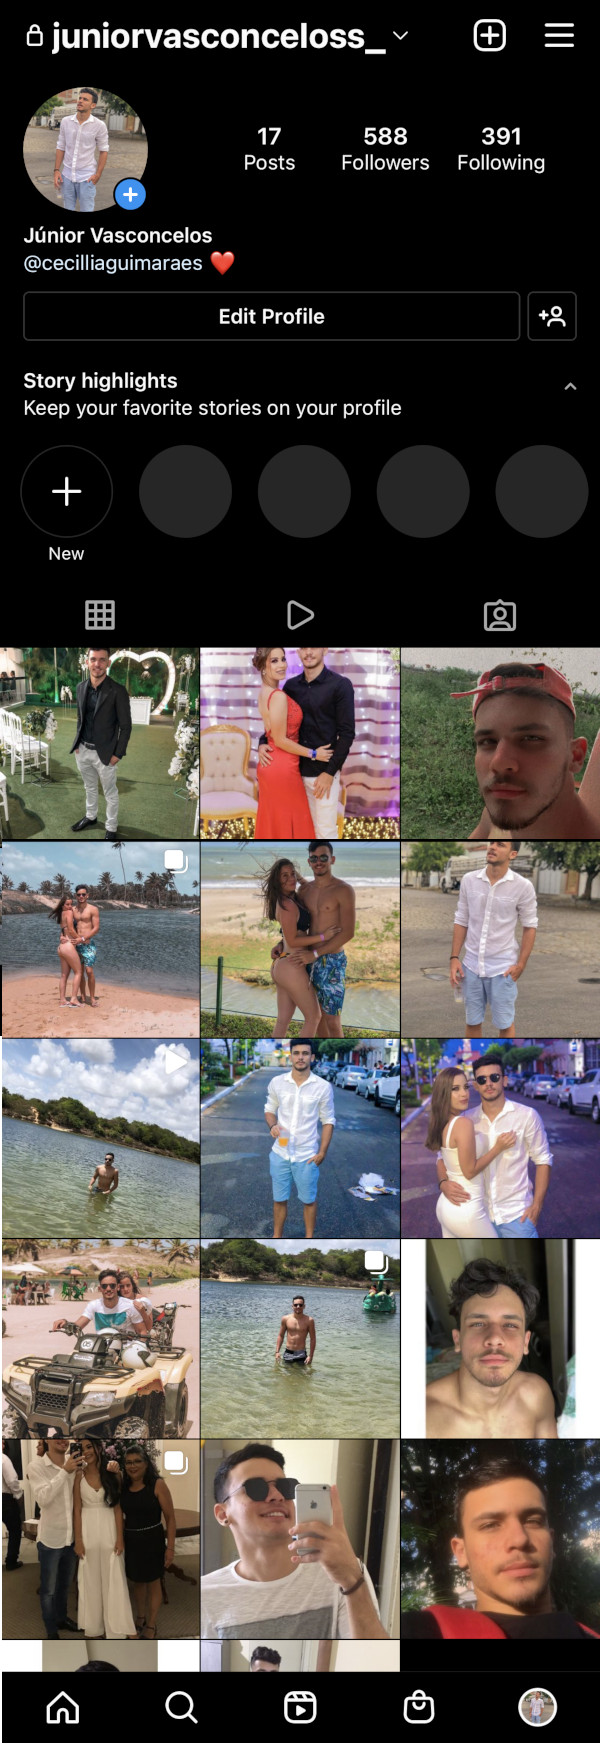 juniorvasconceloss_
17 588 391
Posts Followers Following
Júnior Vasconcelos
@cecilliaguimaraes ❤️
Edit Profile
Story highlights
Keep your favorite stories on your profile
New